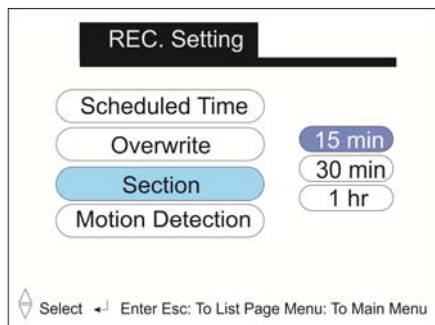 REC. Setting
Scheduled Time
Overwrite
Section
Motion Detection
15 min
30 min
1 hr
Select Enter Esc: To List Page Menu: To Main Menu